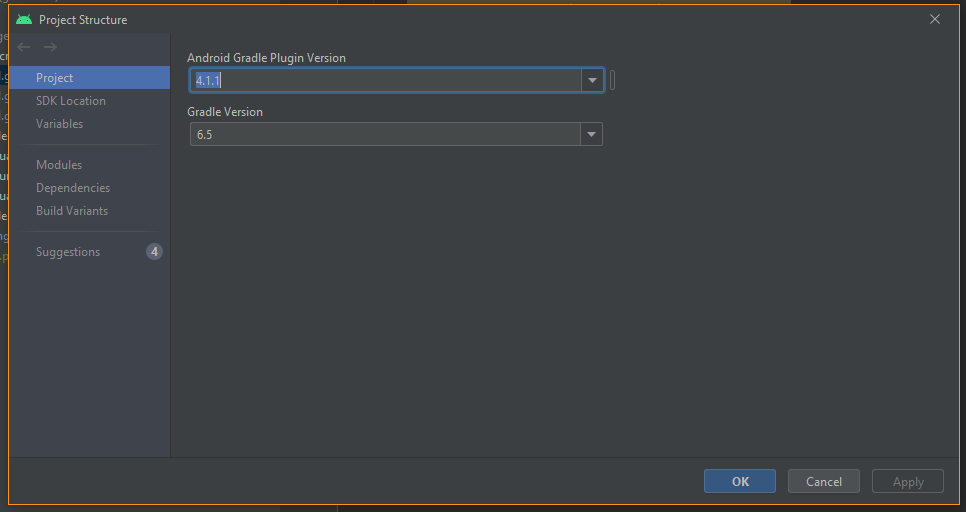 Project Structure
Project
SDK Location
Variables
Modules
Dependencies
Build Variants
Suggestions
4
Android Gradle Plugin Version
4.1.1
Gradle Version
6.5
OK
Cancel
Apply